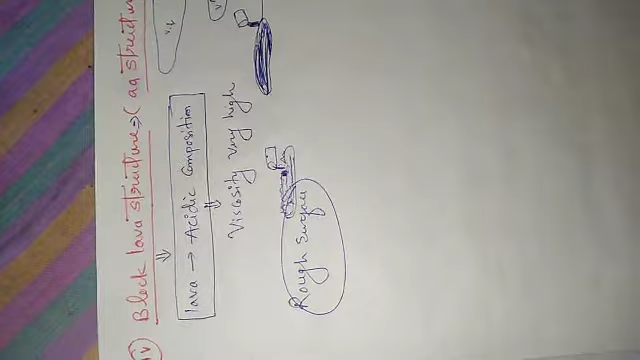 iv) Block lava structure → ( aa structure
lava → Acidic Composition
Viscosity Very high
Rough Surface